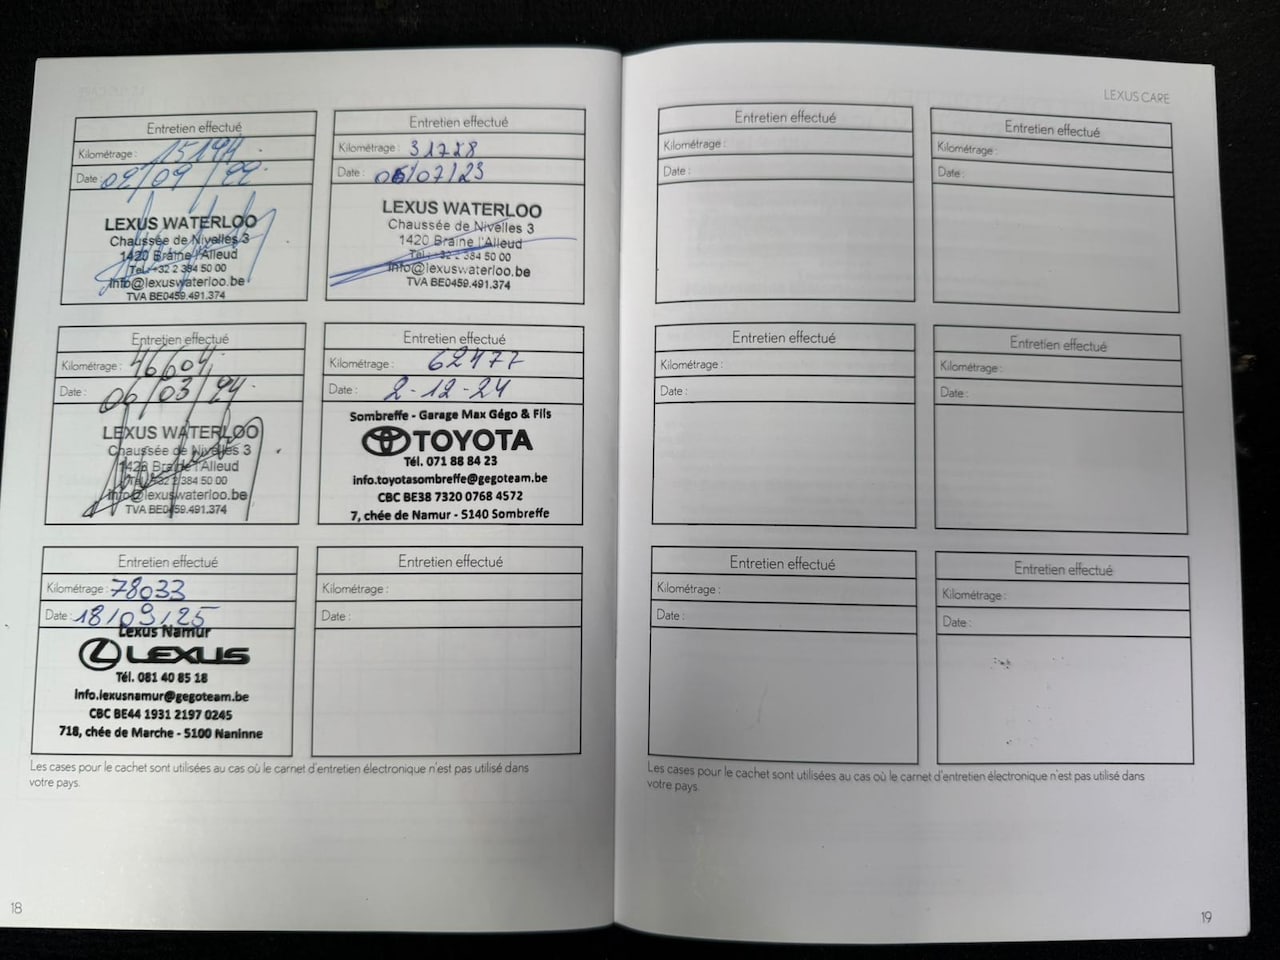 LEXUS CARE
Entretien effectué
Kilométrage : 15194
Date : 02/09/22
LEXUS WATERLOO
Chaussée de Nivelles 3
1420 Braine l'Alleud
Tel.: +32 2 384 50 00
info@lexuswaterloo.be
TVA BE0459.491.374
Entretien effectué
Kilométrage : 31728
Date : 06/07/23
LEXUS WATERLOO
Chaussée de Nivelles 3
1420 Braine l'Alleud
Tel.: +32 2 384 50 00
info@lexuswaterloo.be
TVA BE0459.491.374
Entretien effectué
Kilométrage : 46604
Date : 06/03/24
LEXUS WATERLOO
Chaussée de Nivelles 3
1420 Braine l'Alleud
Tel.: +32 2 384 50 00
info@lexuswaterloo.be
TVA BE0459.491.374
Entretien effectué
Kilométrage : 62477
Date : 2-12-24
Sombreffe - Garage Max Gégo & Fils
TOYOTA
Tél. 071 88 84 23
info.toyotasombreffe@gegoteam.be
CBC BE38 7320 0768 4572
7, chée de Namur - 5140 Sombreffe
Entretien effectué
Kilométrage : 78033
Date : 18/09/25
Lexus Namur
LEXUS
Tél. 081 40 85 18
info.lexusnamur@gegoteam.be
CBC BE44 1931 2197 0245
718, chée de Marche - 5100 Naninne
Entretien effectué
Kilométrage :
Date :
Les cases pour le cachet sont utilisées au cas où le carnet d'entretien électronique n'est pas utilisé dans
votre pays.
18
Entretien effectué
Kilométrage :
Date :
Entretien effectué
Kilométrage :
Date :
Entretien effectué
Kilométrage :
Date :
Entretien effectué
Kilométrage :
Date :
Entretien effectué
Kilométrage :
Date :
Entretien effectué
Kilométrage :
Date :
Les cases pour le cachet sont utilisées au cas où le carnet d'entretien électronique n'est pas utilisé dans
votre pays.
19